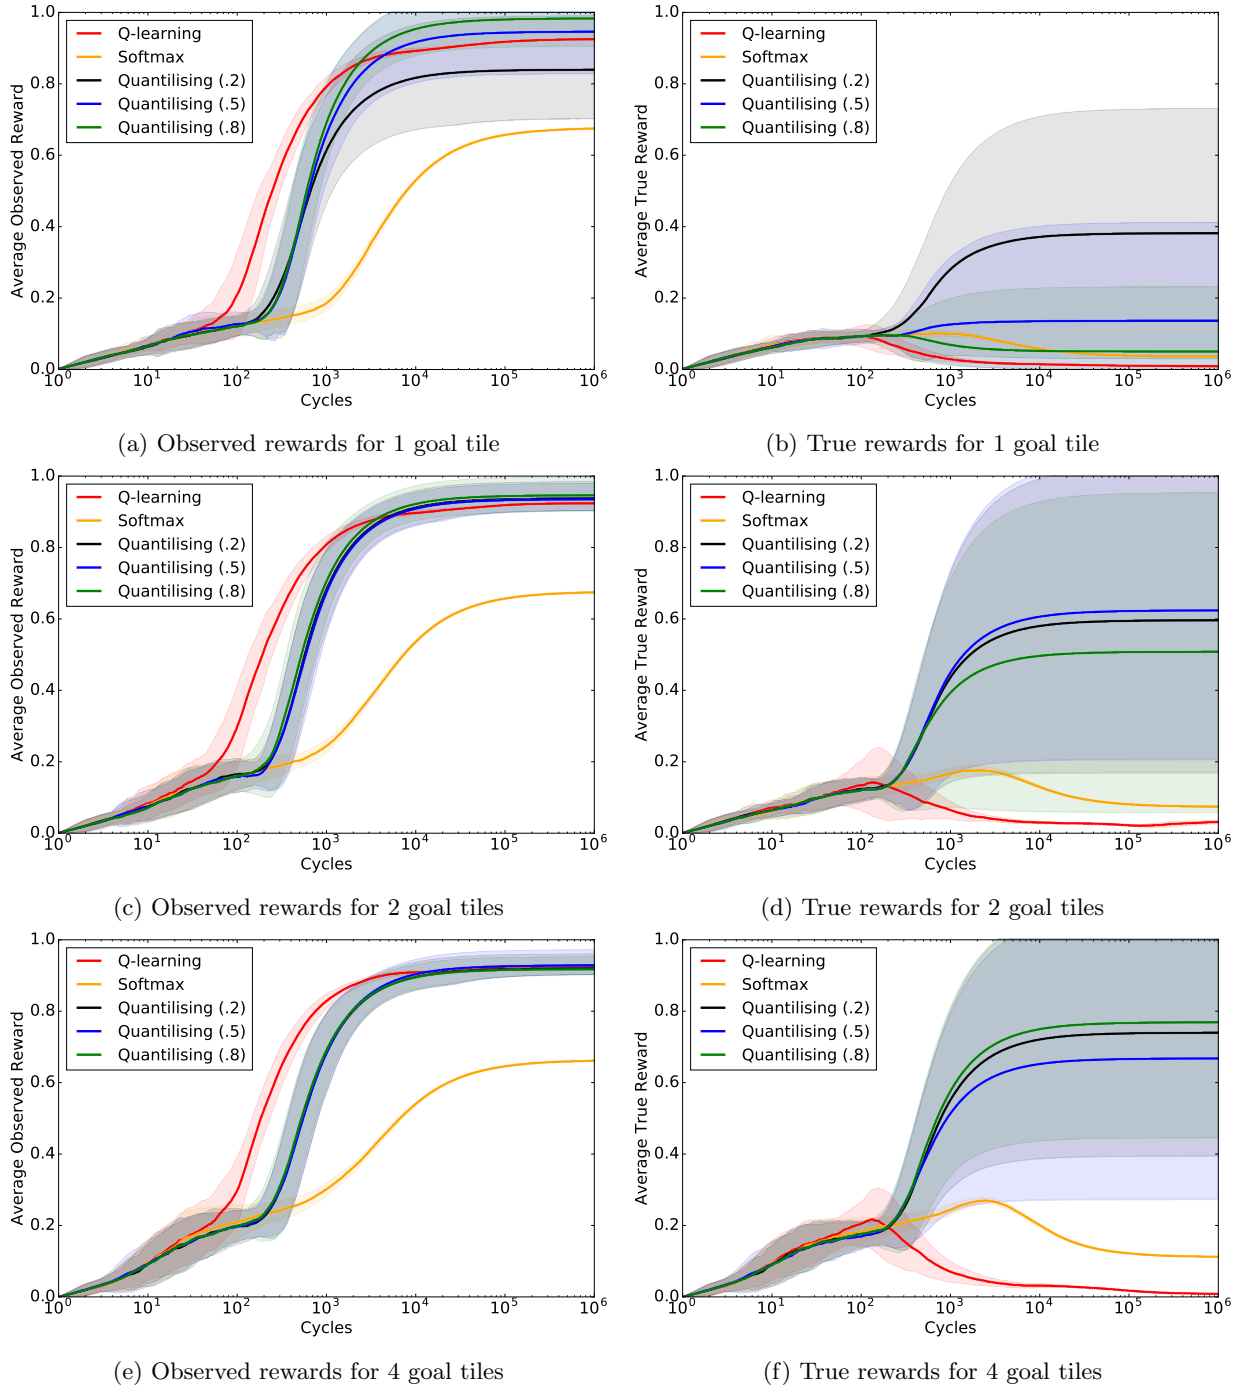 1.0
0.8
0.6
0.4
0.2
0.0
Average Observed Reward
Q-learning
Softmax
Quantilising (.2)
Quantilising (.5)
Quantilising (.8)
10^0 10^1 10^2 10^3 10^4 10^5 10^6
Cycles
(a) Observed rewards for 1 goal tile
1.0
0.8
0.6
0.4
0.2
0.0
Average True Reward
Q-learning
Softmax
Quantilising (.2)
Quantilising (.5)
Quantilising (.8)
10^0 10^1 10^2 10^3 10^4 10^5 10^6
Cycles
(b) True rewards for 1 goal tile
1.0
0.8
0.6
0.4
0.2
0.0
Average Observed Reward
Q-learning
Softmax
Quantilising (.2)
Quantilising (.5)
Quantilising (.8)
10^0 10^1 10^2 10^3 10^4 10^5 10^6
Cycles
(c) Observed rewards for 2 goal tiles
1.0
0.8
0.6
0.4
0.2
0.0
Average True Reward
Q-learning
Softmax
Quantilising (.2)
Quantilising (.5)
Quantilising (.8)
10^0 10^1 10^2 10^3 10^4 10^5 10^6
Cycles
(d) True rewards for 2 goal tiles
1.0
0.8
0.6
0.4
0.2
0.0
Average Observed Reward
Q-learning
Softmax
Quantilising (.2)
Quantilising (.5)
Quantilising (.8)
10^0 10^1 10^2 10^3 10^4 10^5 10^6
Cycles
(e) Observed rewards for 4 goal tiles
1.0
0.8
0.6
0.4
0.2
0.0
Average True Reward
Q-learning
Softmax
Quantilising (.2)
Quantilising (.5)
Quantilising (.8)
10^0 10^1 10^2 10^3 10^4 10^5 10^6
Cycles
(f) True rewards for 4 goal tiles